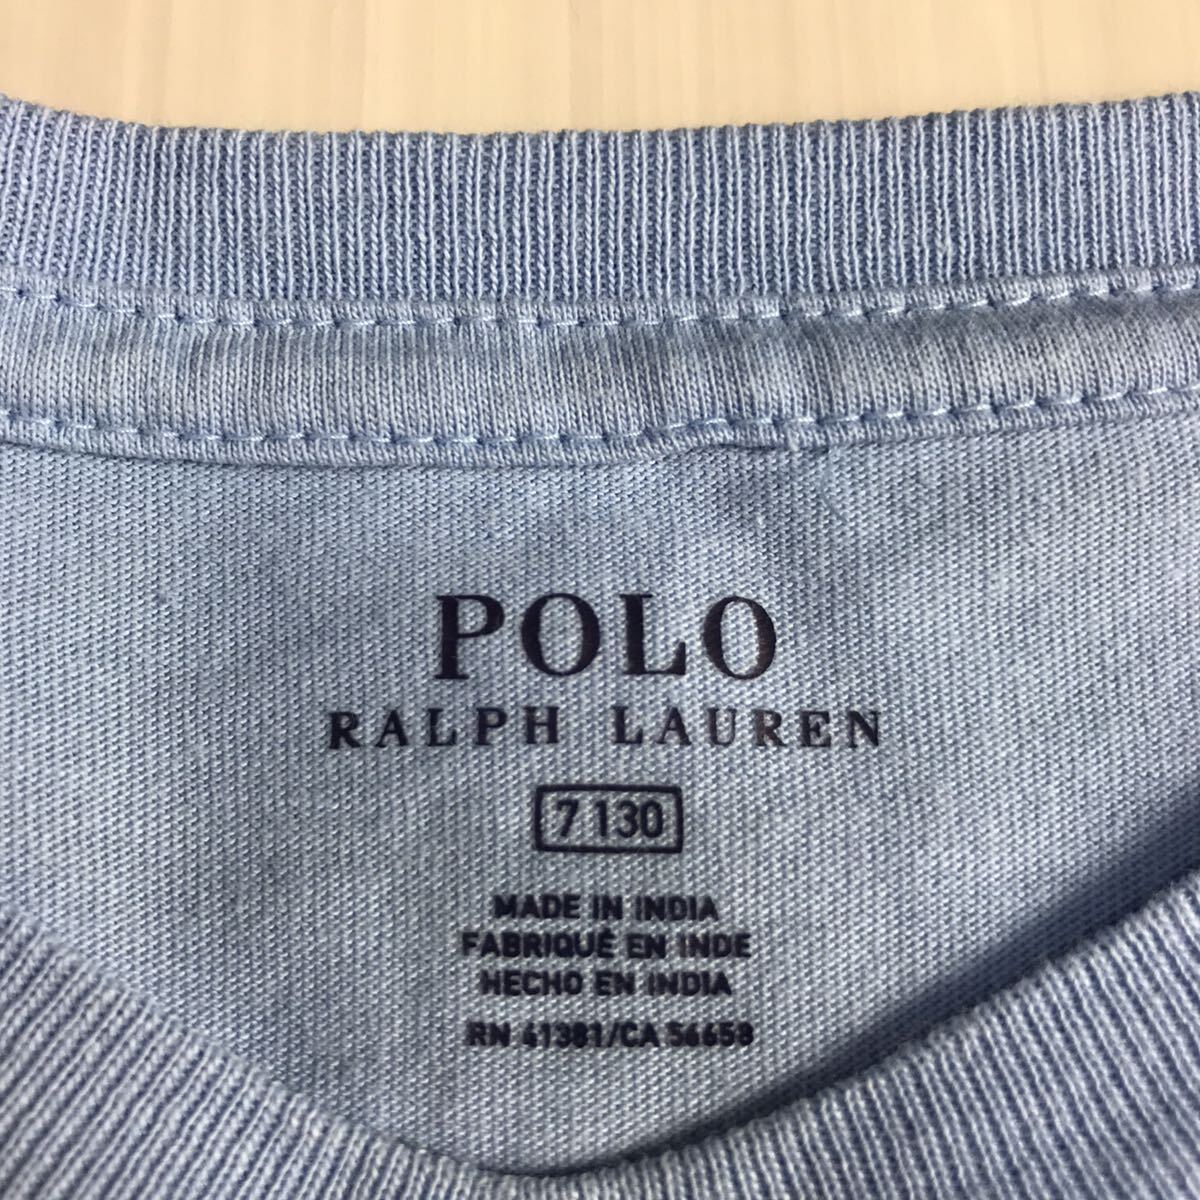 POLO
RALPH LAUREN
7 130
MADE IN INDIA
FABRIQUÉ EN INDE
HECHO EN INDIA
RN 41381/CA 56658